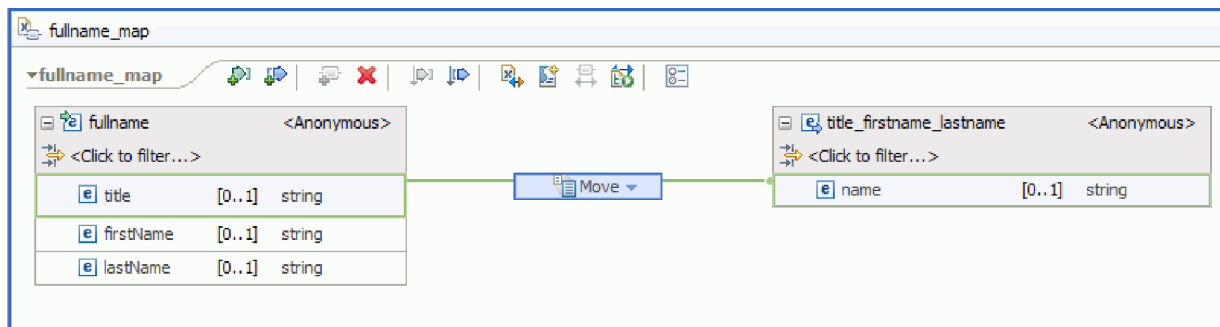 fullname_map
fullname_map
fullname <Anonymous>
<Click to filter...>
title [0..1] string
firstName [0..1] string
lastName [0..1] string
Move
title_firstname_lastname <Anonymous>
<Click to filter...>
name [0..1] string